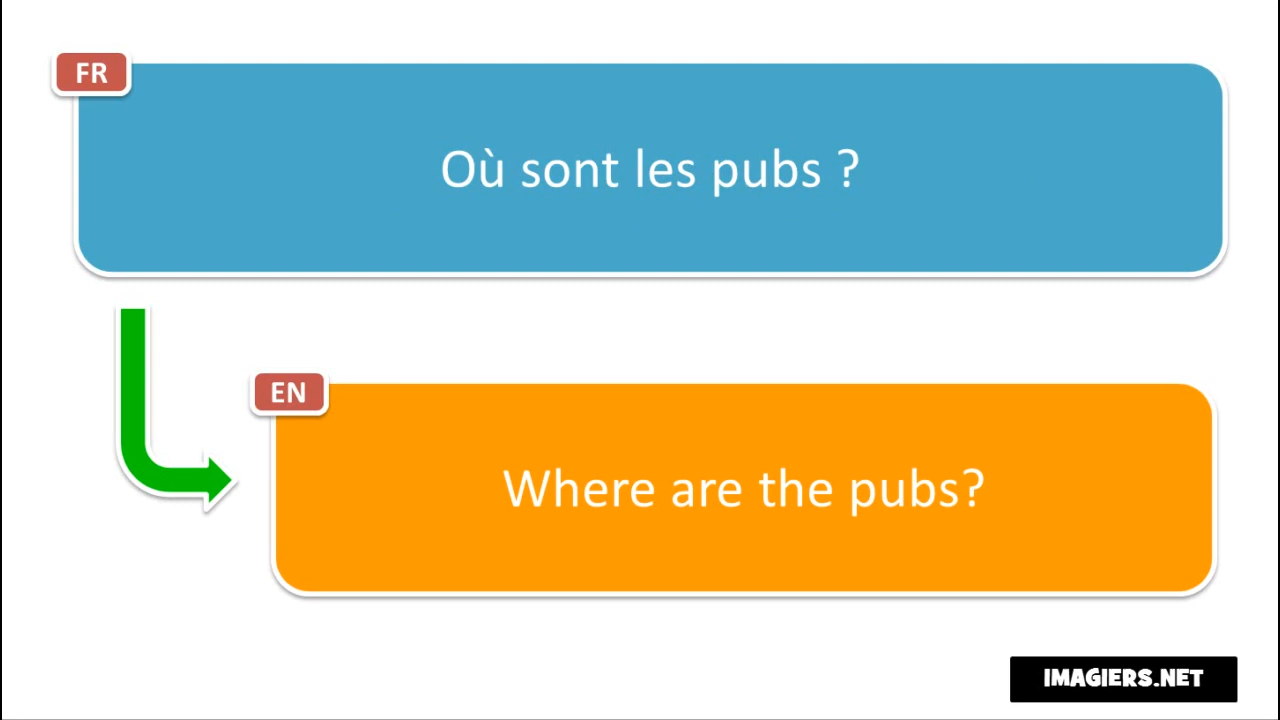 FR
Où sont les pubs ?
EN
Where are the pubs?
IMAGIERS.NET